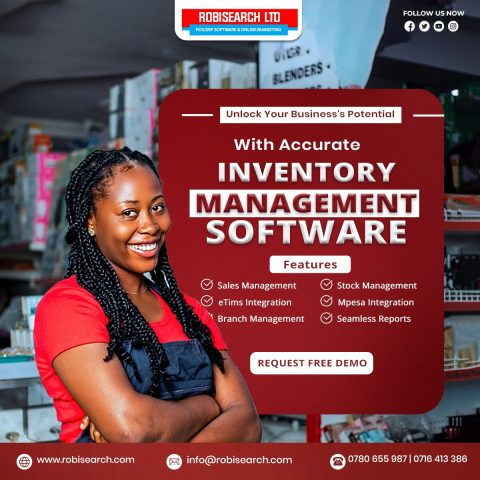 ROBISEARCH LTD
POS/ERP SOFTWARE & ONLINE MARKETING
FOLLOW US NOW
BLENDERS
Unlock Your Business's Potential
With Accurate
INVENTORY
MANAGEMENT
SOFTWARE
Features
Sales Management
Stock Management
eTims Integration
Mpesa Integration
Branch Management
Seamless Reports
REQUEST FREE DEMO
www.robisearch.com
info@robisearch.com
0780 655 987 | 0716 413 386